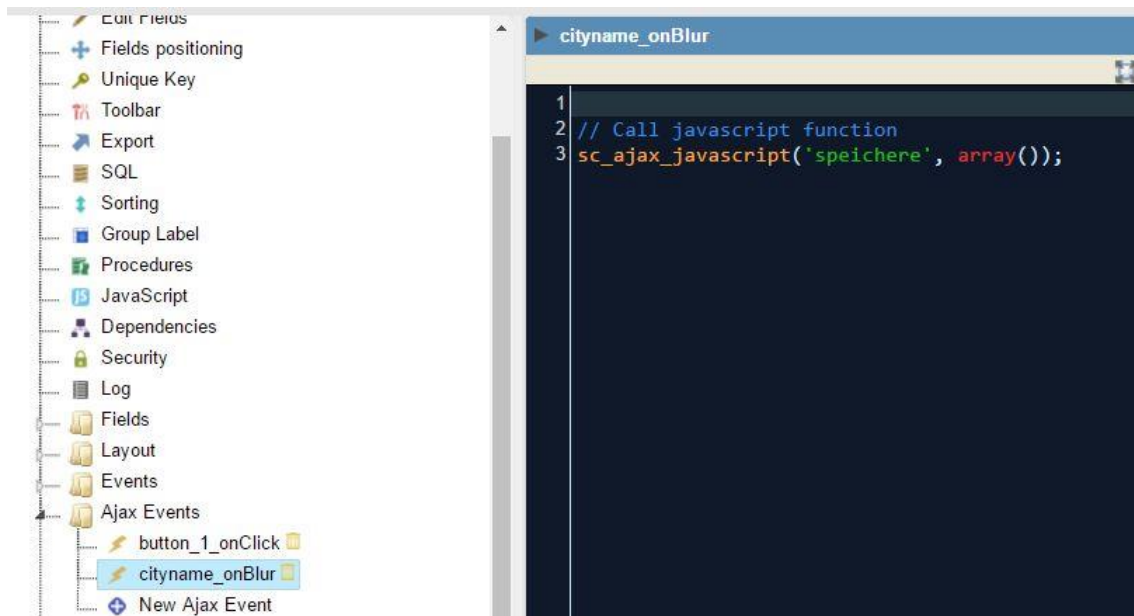 Edit Fields
Fields positioning
Unique Key
Toolbar
Export
SQL
Sorting
Group Label
Procedures
JavaScript
Dependencies
Security
Log
Fields
Layout
Events
Ajax Events
button_1_onClick
cityname_onBlur
New Ajax Event
cityname_onBlur
1
2 // Call javascript function
3 sc_ajax_javascript('speichere', array());